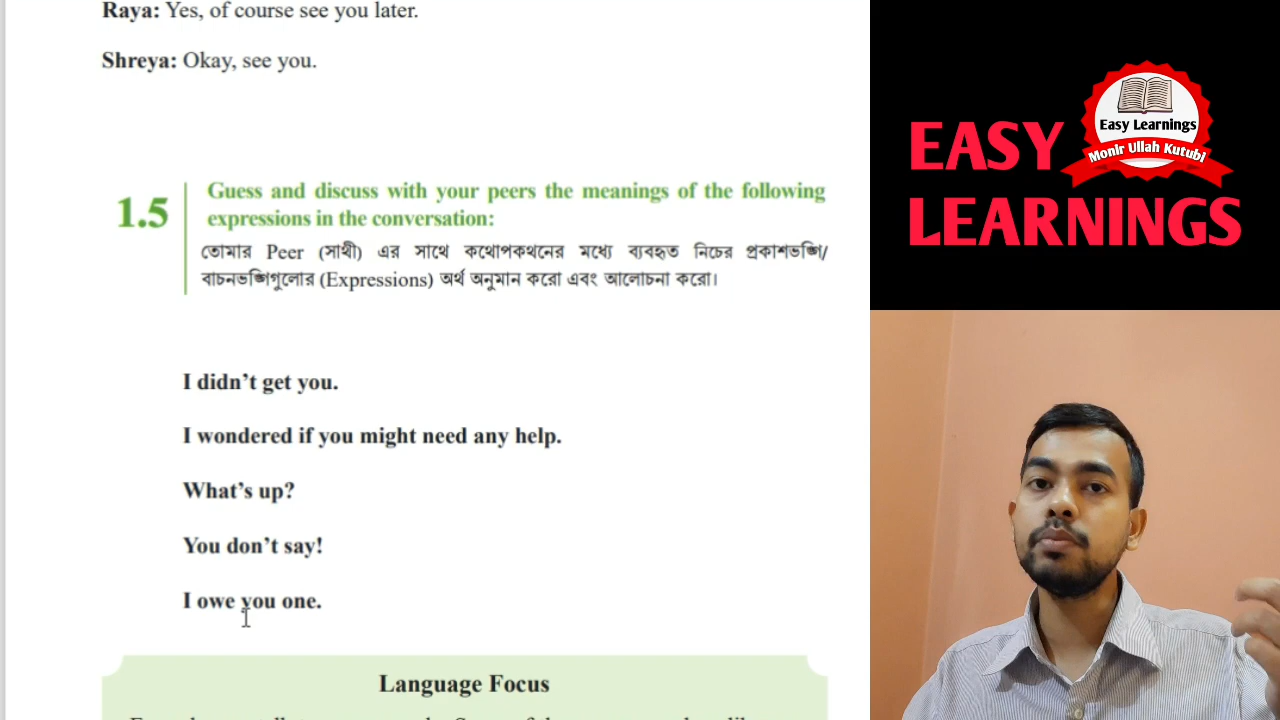 Raya: Yes, of course see you later.
Shreya: Okay, see you.
1.5
Guess and discuss with your peers the meanings of the following
expressions in the conversation:
তোমার Peer (সাথী) এর সাথে কথোপকথনের মধ্যে ব্যবহৃত নিচের প্রকাশভঙ্গি/
বাচনভঙ্গিগুলোর (Expressions) অর্থ অনুমান করো এবং আলোচনা করো।
I didn't get you.
I wondered if you might need any help.
What's up?
You don't say!
I owe you one.
Language Focus
EASY
LEARNINGS
Easy Learnings
Monir Ullah Kutubi